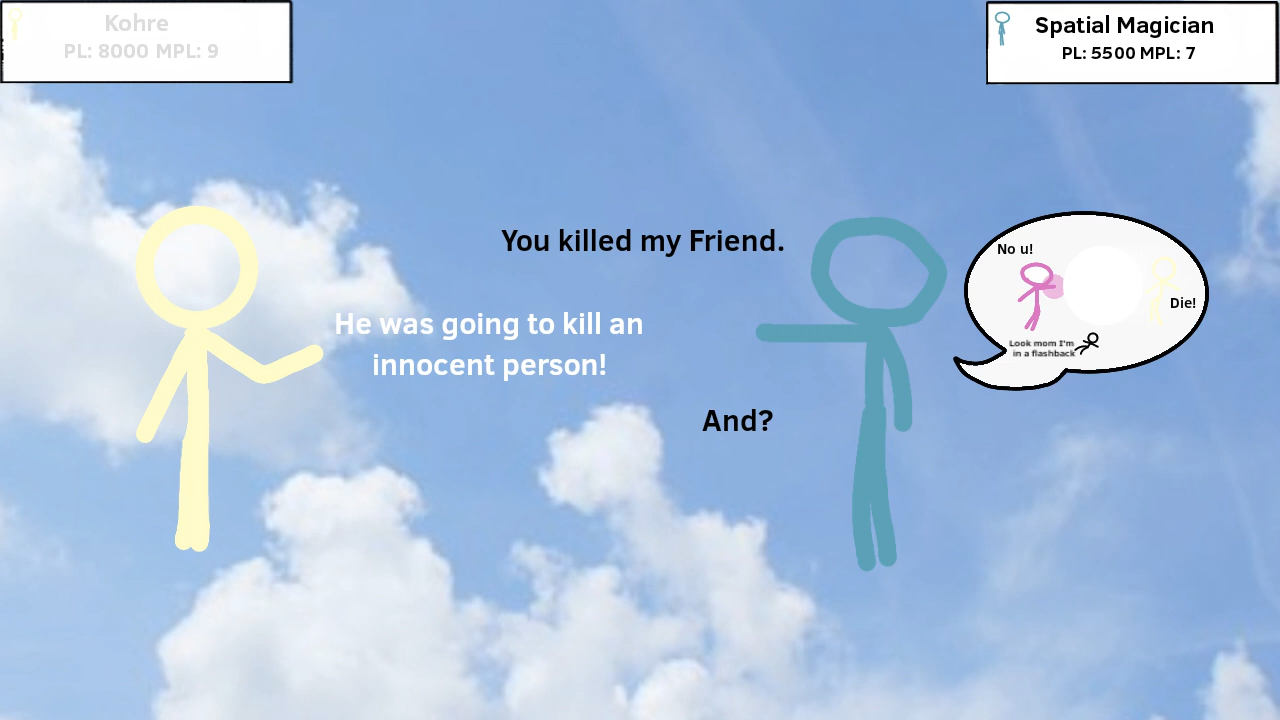 Kohre
PL: 8000 MPL: 9
Spatial Magician
PL: 5500 MPL: 7
You killed my Friend.
No u!
Die!
He was going to kill an
innocent person!
Look mom I'm
in a flashback
And?